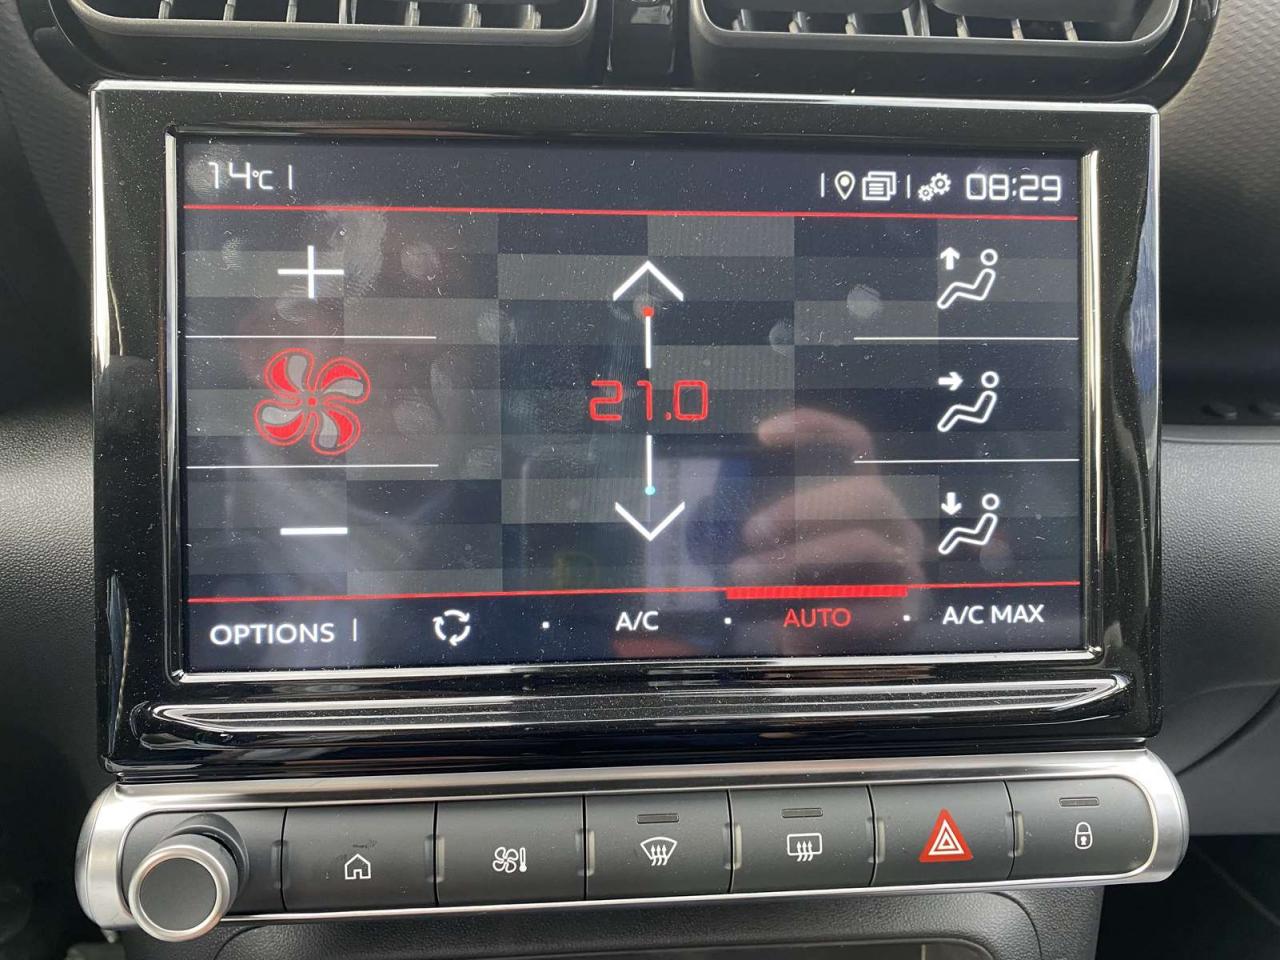 14°C
08:29
21.0
OPTIONS
A/C
AUTO
A/C MAX